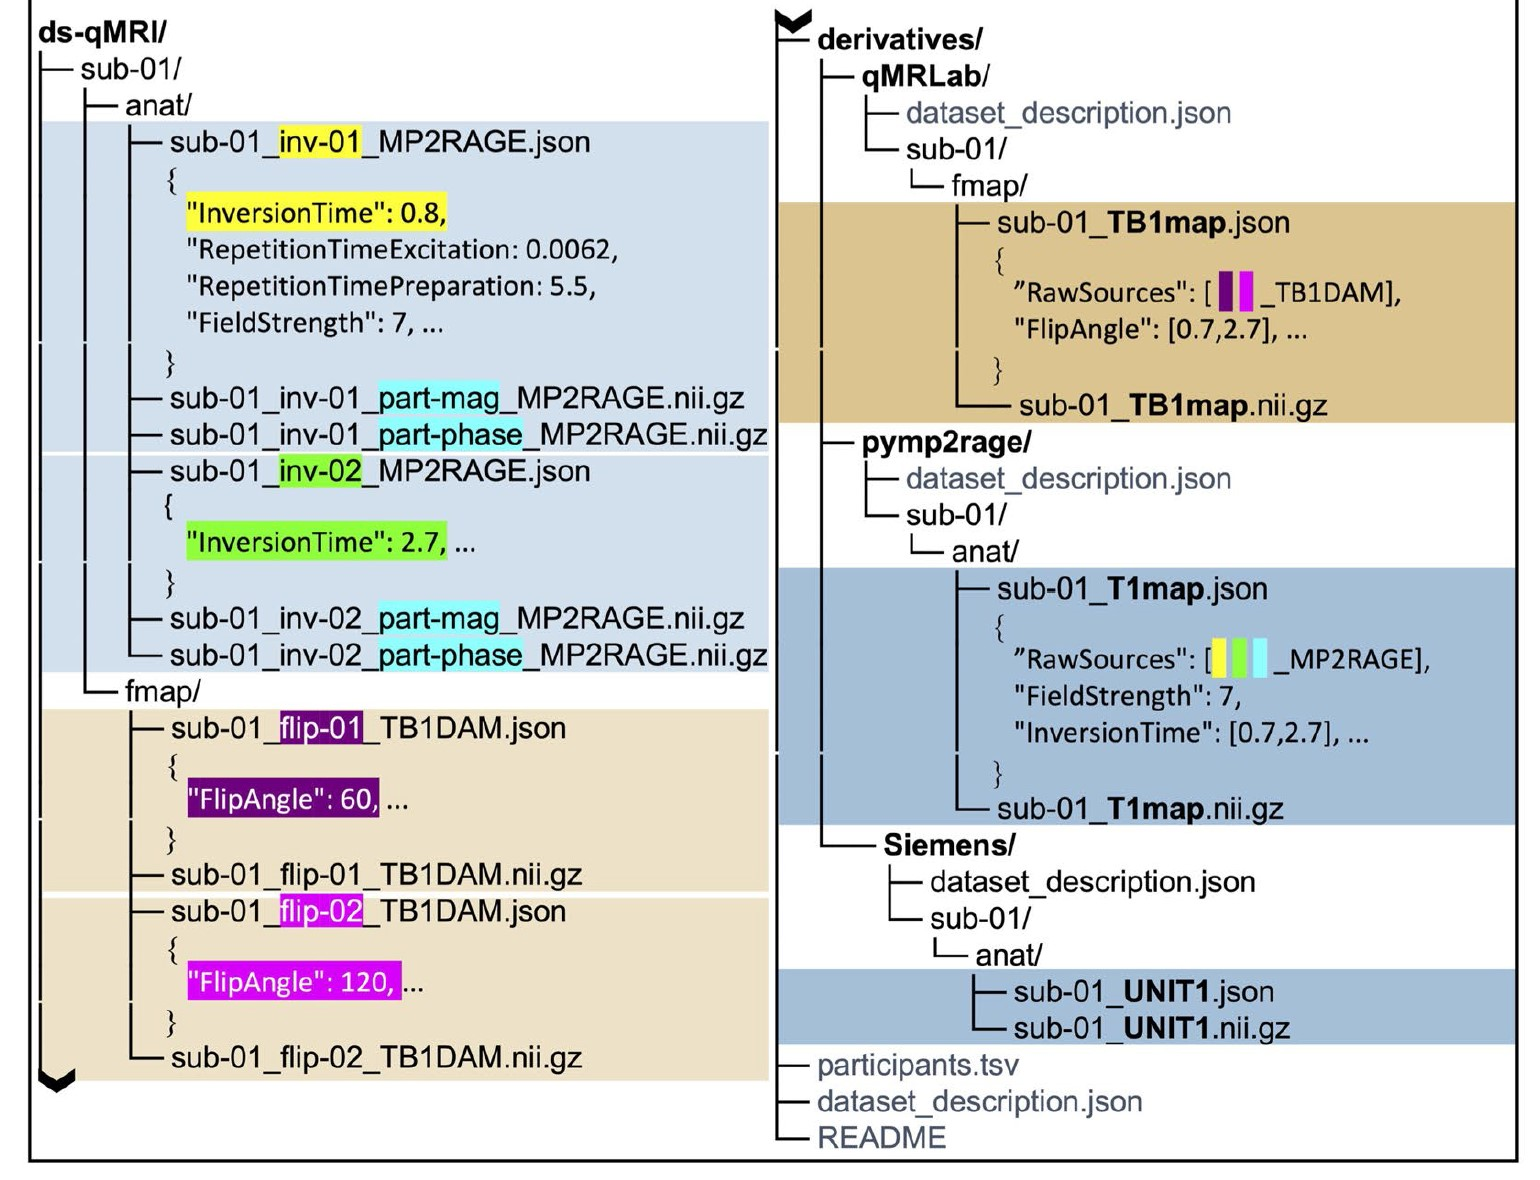 ds-qMRI/
sub-01/
anat/
sub-01_inv-01_MP2RAGE.json
{
"InversionTime": 0.8,
"RepetitionTimeExcitation: 0.0062,
"RepetitionTimePreparation: 5.5,
"FieldStrength": 7, ...
}
sub-01_inv-01_part-mag_MP2RAGE.nii.gz
sub-01_inv-01_part-phase_MP2RAGE.nii.gz
sub-01_inv-02_MP2RAGE.json
{
"InversionTime": 2.7, ...
}
sub-01_inv-02_part-mag_MP2RAGE.nii.gz
sub-01_inv-02_part-phase_MP2RAGE.nii.gz
fmap/
sub-01_flip-01_TB1DAM.json
{
"FlipAngle": 60, ...
}
sub-01_flip-01_TB1DAM.nii.gz
sub-01_flip-02_TB1DAM.json
{
"FlipAngle": 120, ...
}
sub-01_flip-02_TB1DAM.nii.gz
derivatives/
qMRLab/
dataset_description.json
sub-01/
fmap/
sub-01_TB1map.json
{
”RawSources": [ _TB1DAM],
"FlipAngle": [0.7,2.7], ...
}
sub-01_TB1map.nii.gz
pymp2rage/
dataset_description.json
sub-01/
anat/
sub-01_T1map.json
{
”RawSources": [ _MP2RAGE],
"FieldStrength": 7,
"InversionTime": [0.7,2.7], ...
}
sub-01_T1map.nii.gz
Siemens/
dataset_description.json
sub-01/
anat/
sub-01_UNIT1.json
sub-01_UNIT1.nii.gz
participants.tsv
dataset_description.json
README